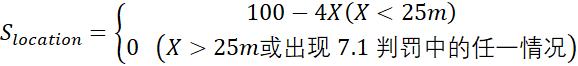 100 − 4X(X < 25m)
S_location = {
0 (X > 25m或出现 7.1 判罚中的任一情况)